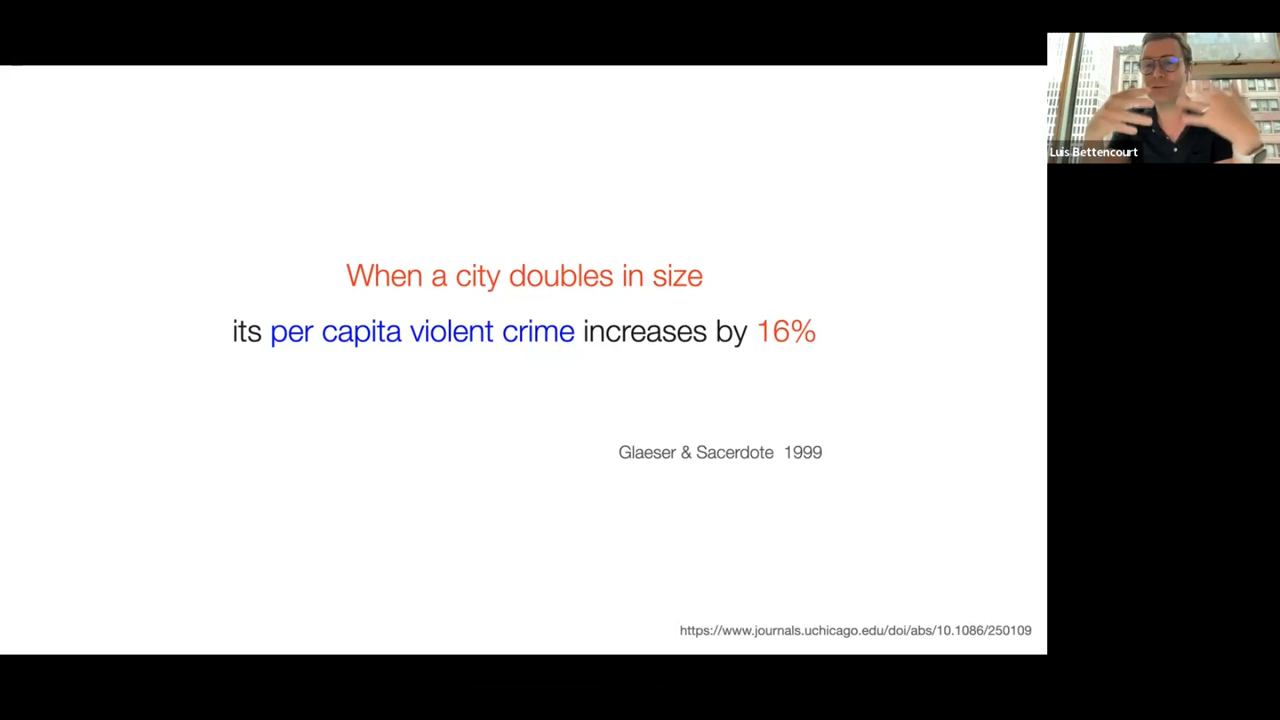 When a city doubles in size
its per capita violent crime increases by 16%
Glaeser & Sacerdote 1999
https://www.journals.uchicago.edu/doi/abs/10.1086/250109
Luis Bettencourt